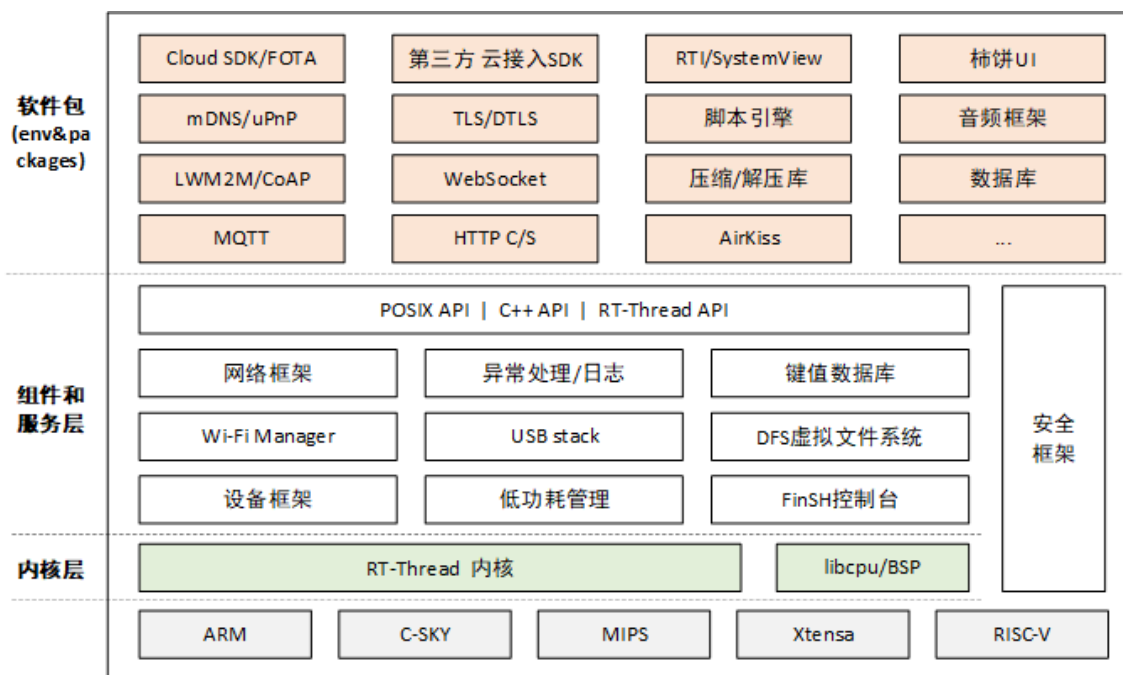 Cloud SDK/FOTA
第三方 云接入SDK
RTI/SystemView
柿饼UI
软件包
(env&pa
ckages)
mDNS/uPnP
TLS/DTLS
脚本引擎
音频框架
LWM2M/CoAP
WebSocket
压缩/解压库
数据库
MQTT
HTTP C/S
AirKiss
...
POSIX API | C++ API | RT-Thread API
组件和
服务层
网络框架
异常处理/日志
键值数据库
Wi-Fi Manager
USB stack
DFS虚拟文件系统
设备框架
低功耗管理
FinSH控制台
安全
框架
内核层
RT-Thread 内核
libcpu/BSP
ARM
C-SKY
MIPS
Xtensa
RISC-V